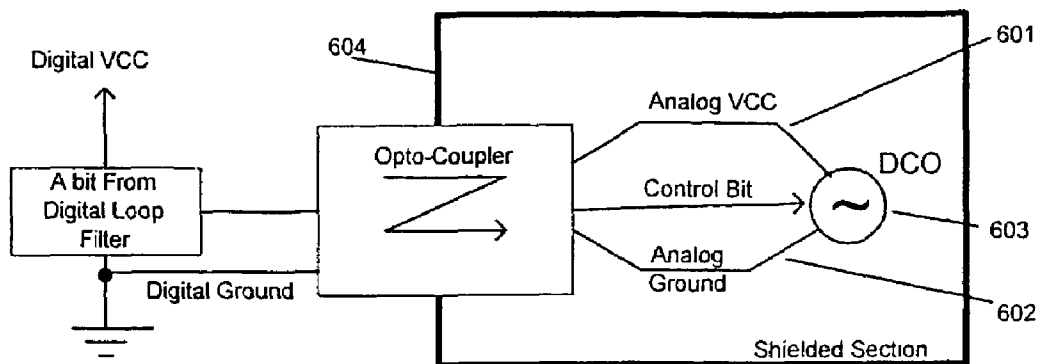 604
601
Digital VCC
Analog VCC
Opto-Coupler
DCO
A bit From
Digital Loop
Filter
Control Bit
~
603
Analog
Ground
Digital Ground
602
Shielded Section